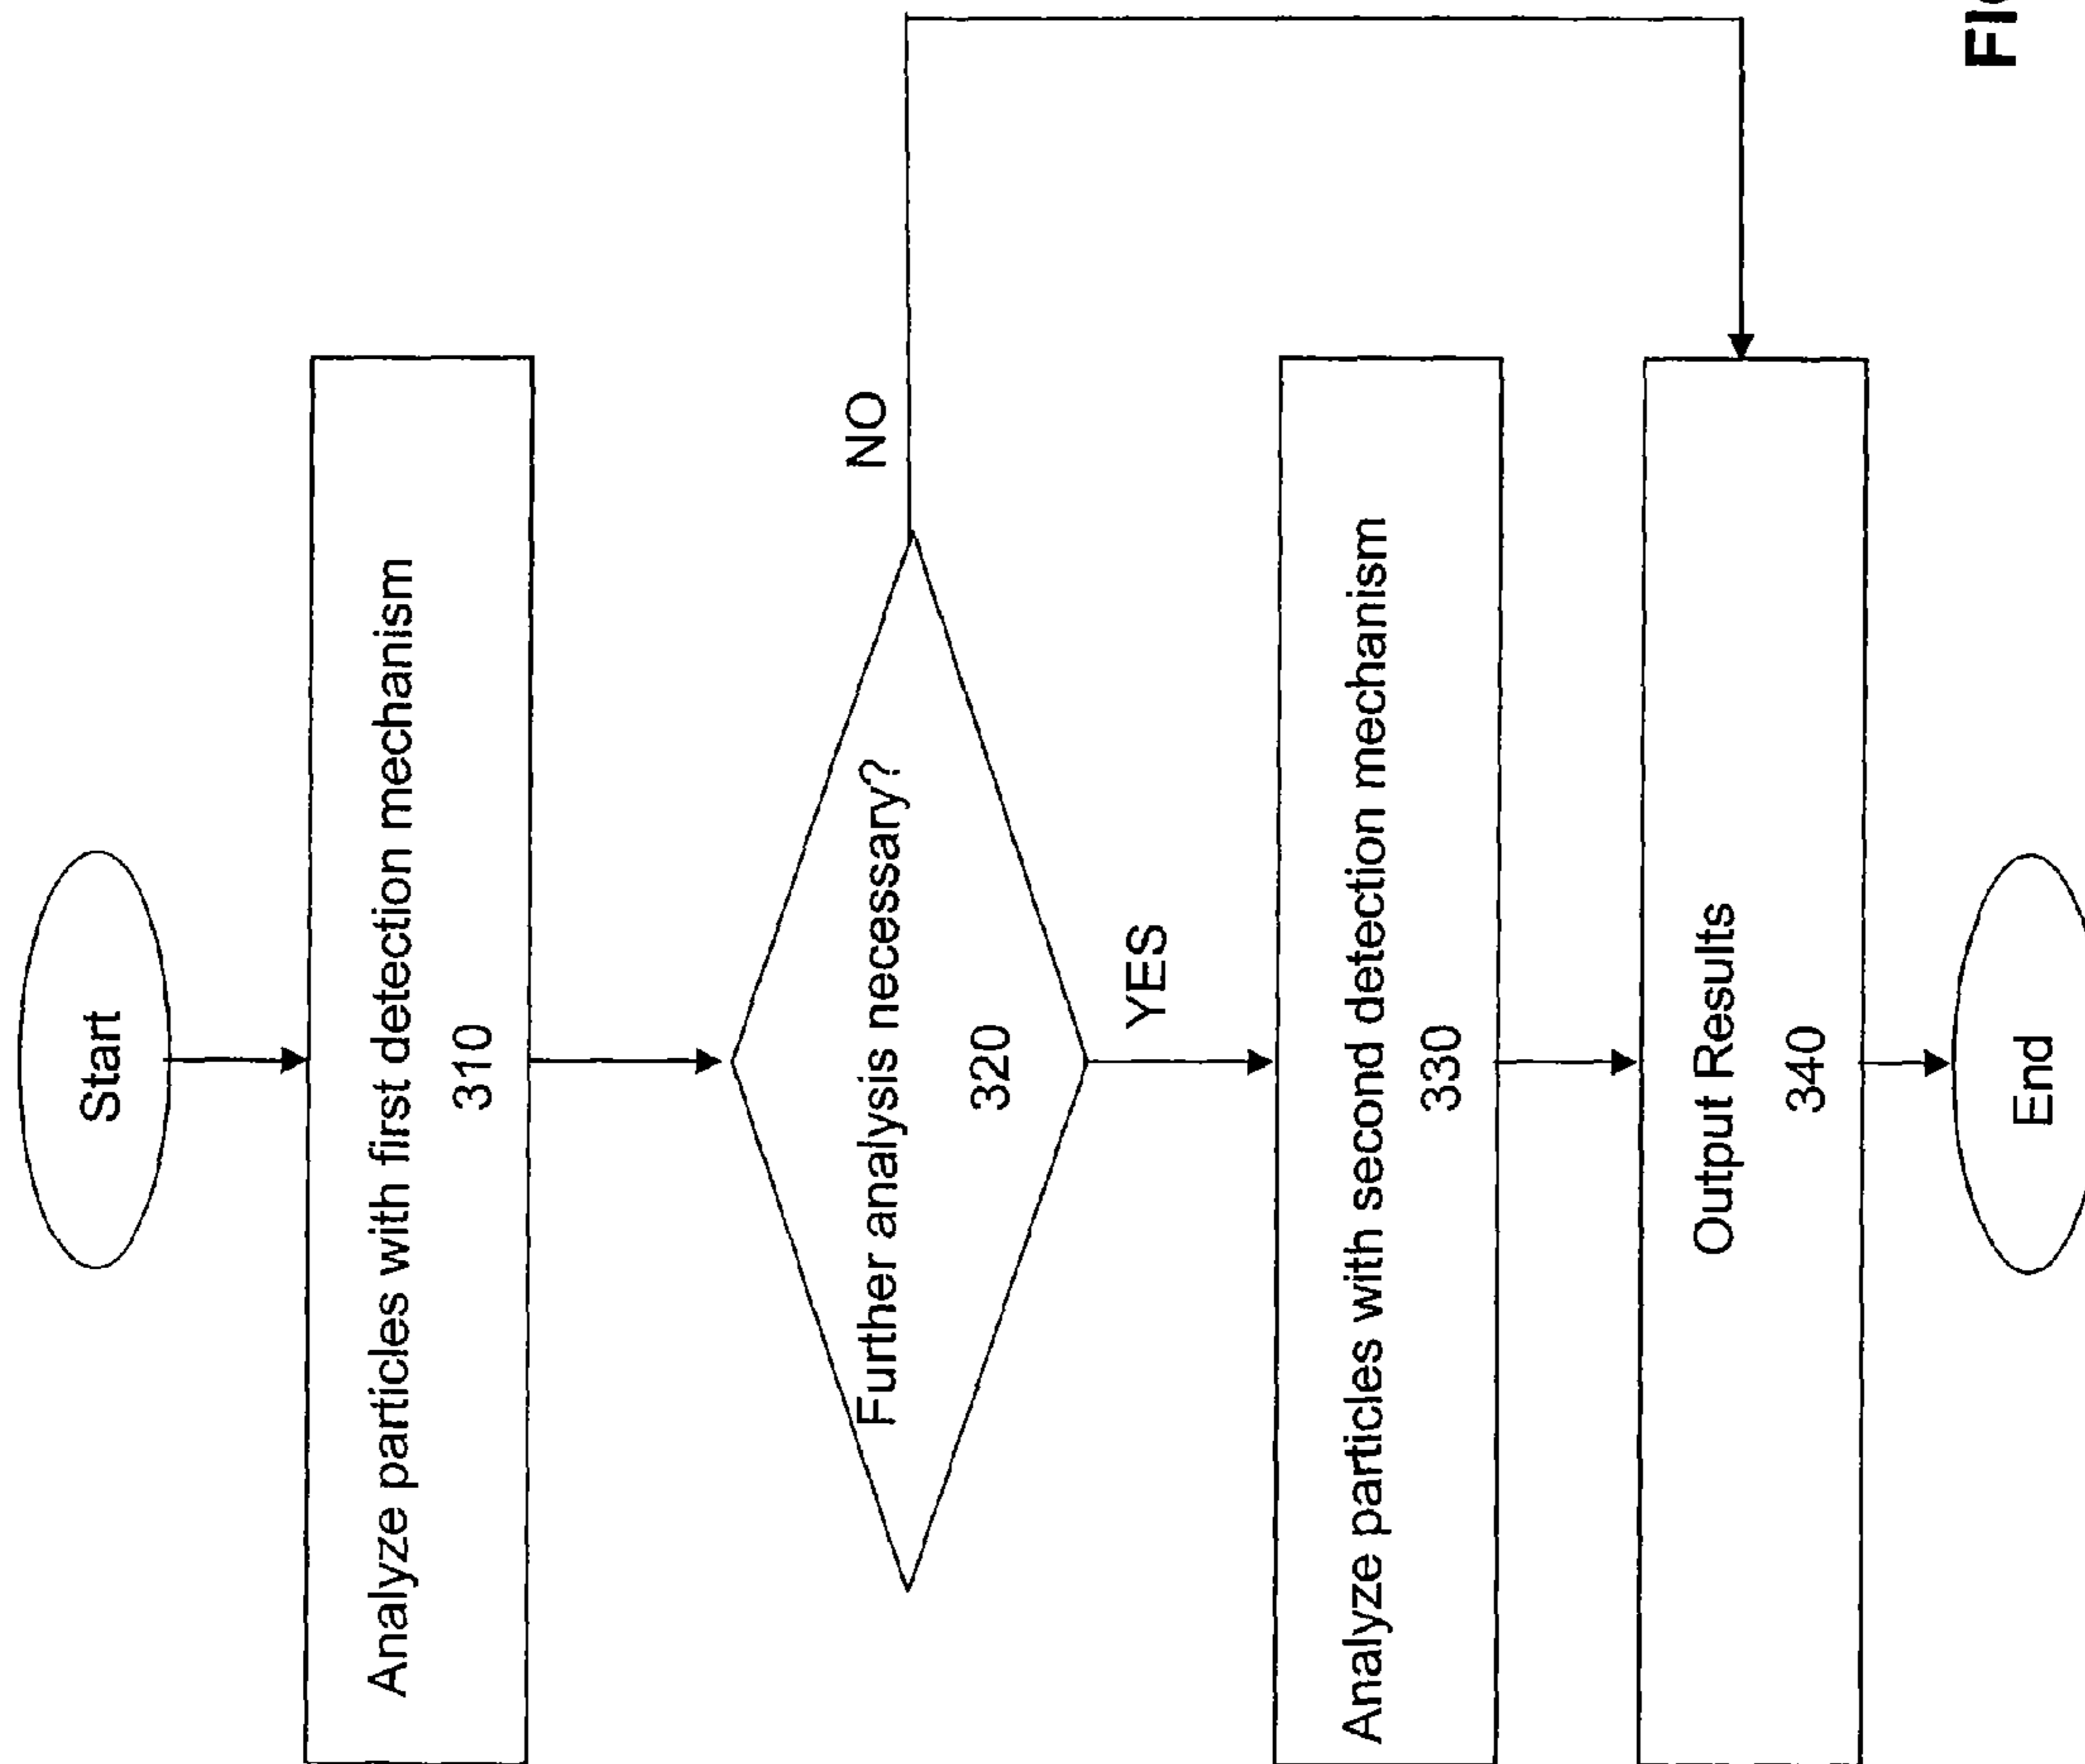 Start
Analyze particles with first detection mechanism
310
Further analysis necessary?
320
NO
YES
Analyze particles with second detection mechanism
330
Output Results
340
End